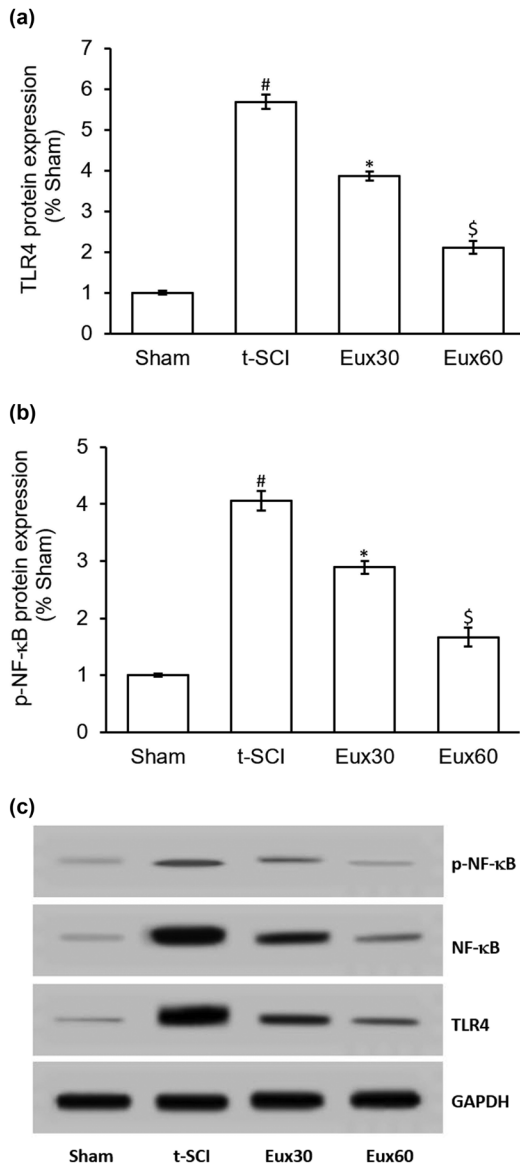 (a)
TLR4 protein expression
(% Sham)
7
6
5
4
3
2
1
0
#
*
$
Sham t-SCI Eux30 Eux60
(b)
p-NF-κB protein expression
(% Sham)
5
4
3
2
1
0
#
*
$
Sham t-SCI Eux30 Eux60
(c)
p-NF-κB
NF-κB
TLR4
GAPDH
Sham t-SCI Eux30 Eux60